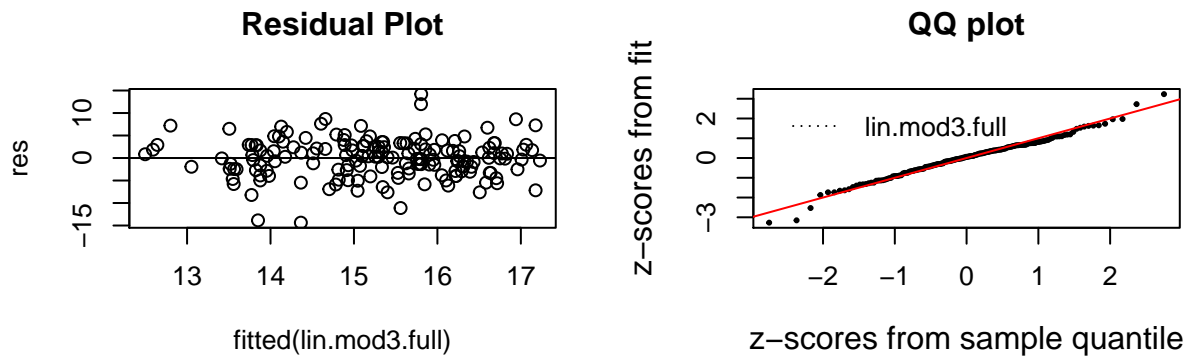 Residual Plot
res
10
0
−15
13 14 15 16 17
fitted(lin.mod3.full)
QQ plot
z−scores from fit
2
0
−3
lin.mod3.full
−2 −1 0 1 2
z−scores from sample quantile